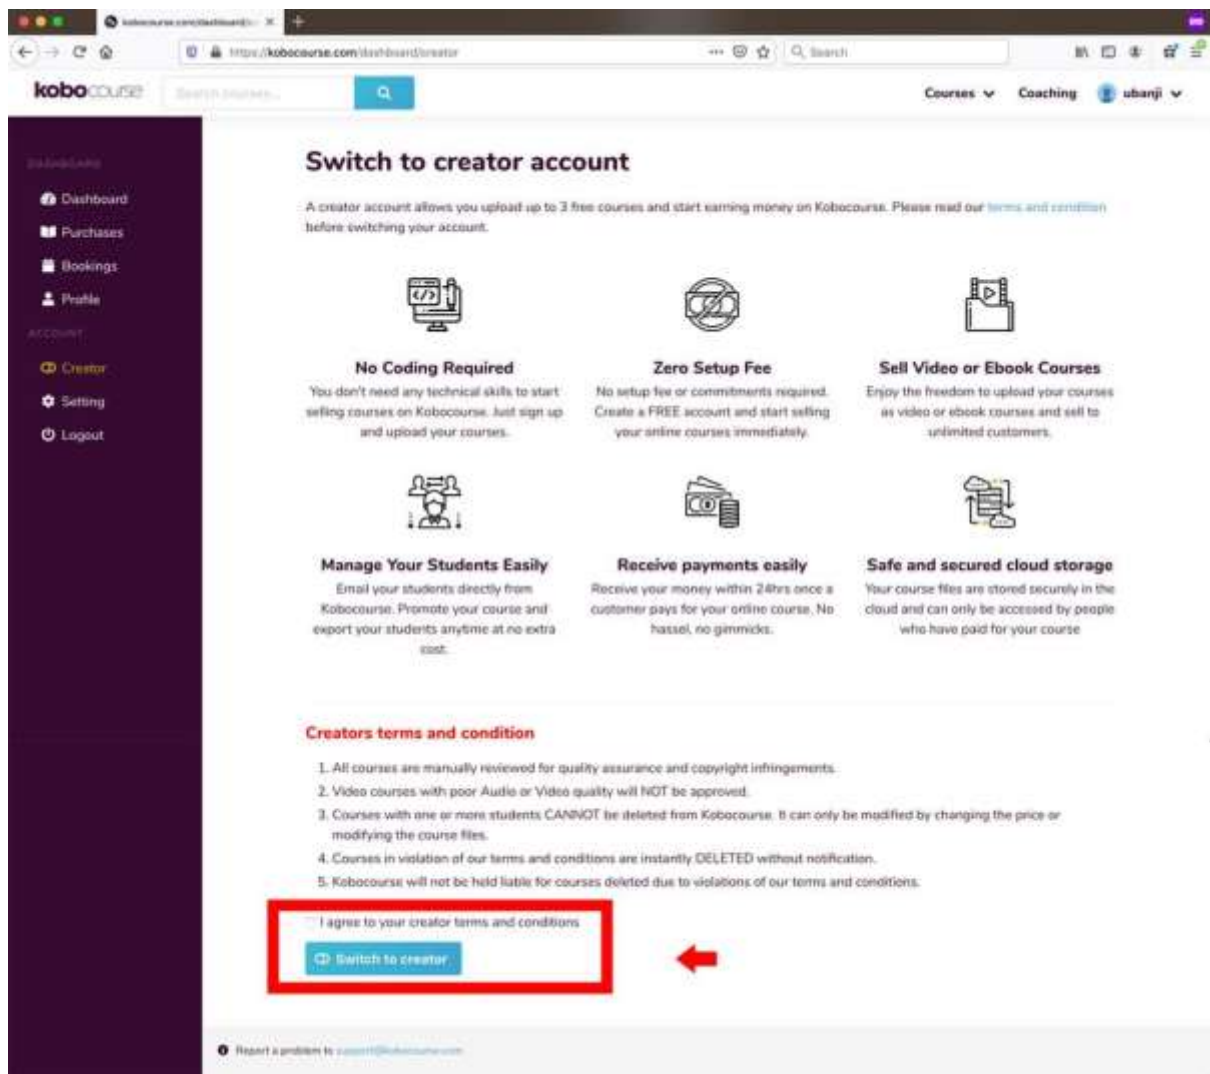 https://kobocourse.com/dashboard/creator
Search
kobocourse
Search courses...
Courses
Coaching
ubanji
DASHBOARD
Dashboard
Purchases
Bookings
Profile
ACCOUNT
Creator
Setting
Logout
Switch to creator account
A creator account allows you upload up to 3 free courses and start earning money on Kobocourse. Please read our terms and condition
before switching your account.
No Coding Required
You don't need any technical skills to start
selling courses on Kobocourse. Just sign up
and upload your courses.
Zero Setup Fee
No setup fee or commitments required.
Create a FREE account and start selling
your online courses immediately.
Sell Video or Ebook Courses
Enjoy the freedom to upload your courses
as video or ebook courses and sell to
unlimited customers.
Manage Your Students Easily
Email your students directly from
Kobocourse. Promote your course and
export your students anytime at no extra
cost.
Receive payments easily
Receive your money within 24hrs once a
customer pays for your online course. No
hassel, no gimmicks.
Safe and secured cloud storage
Your course files are stored securely in the
cloud and can only be accessed by people
who have paid for your course
Creators terms and condition
1. All courses are manually reviewed for quality assurance and copyright infringements.
2. Video courses with poor Audio or Video quality will NOT be approved.
3. Courses with one or more students CANNOT be deleted from Kobocourse. It can only be modified by changing the price or
modifying the course files.
4. Courses in violation of our terms and conditions are instantly DELETED without notification.
5. Kobocourse will not be held liable for courses deleted due to violations of our terms and conditions.
I agree to your creator terms and conditions
Switch to creator
Report a problem to support@kobocourse.com